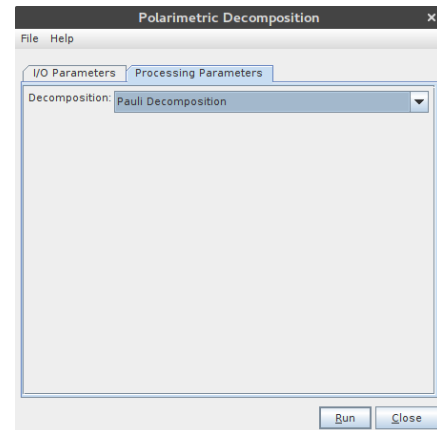 Polarimetric Decomposition ×
File Help
I/O Parameters Processing Parameters
Decomposition: Pauli Decomposition
Run Close